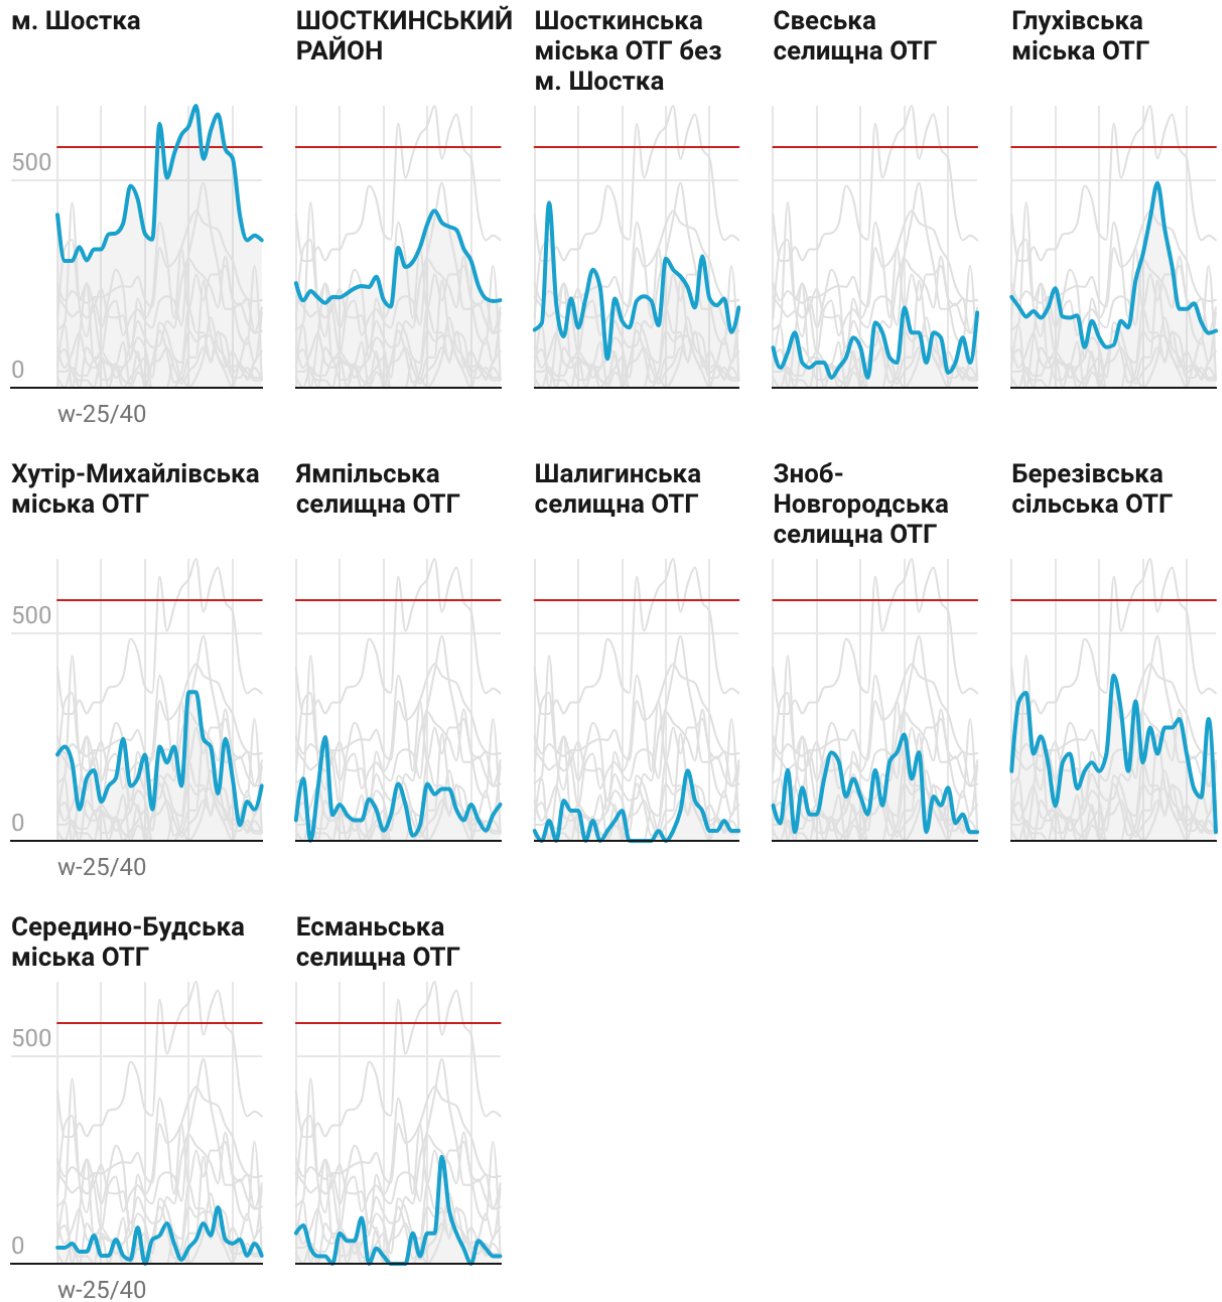 м. Шостка
ШОСТКИНСЬКИЙ
РАЙОН
Шосткинська
міська ОТГ без
м. Шостка
Свеська
селищна ОТГ
Глухівська
міська ОТГ
500
0
w-25/40
Хутір-Михайлівська
міська ОТГ
Ямпільська
селищна ОТГ
Шалигинська
селищна ОТГ
Зноб-
Новгородська
селищна ОТГ
Березівська
сільська ОТГ
500
0
w-25/40
Середино-Будська
міська ОТГ
Есманьська
селищна ОТГ
500
0
w-25/40